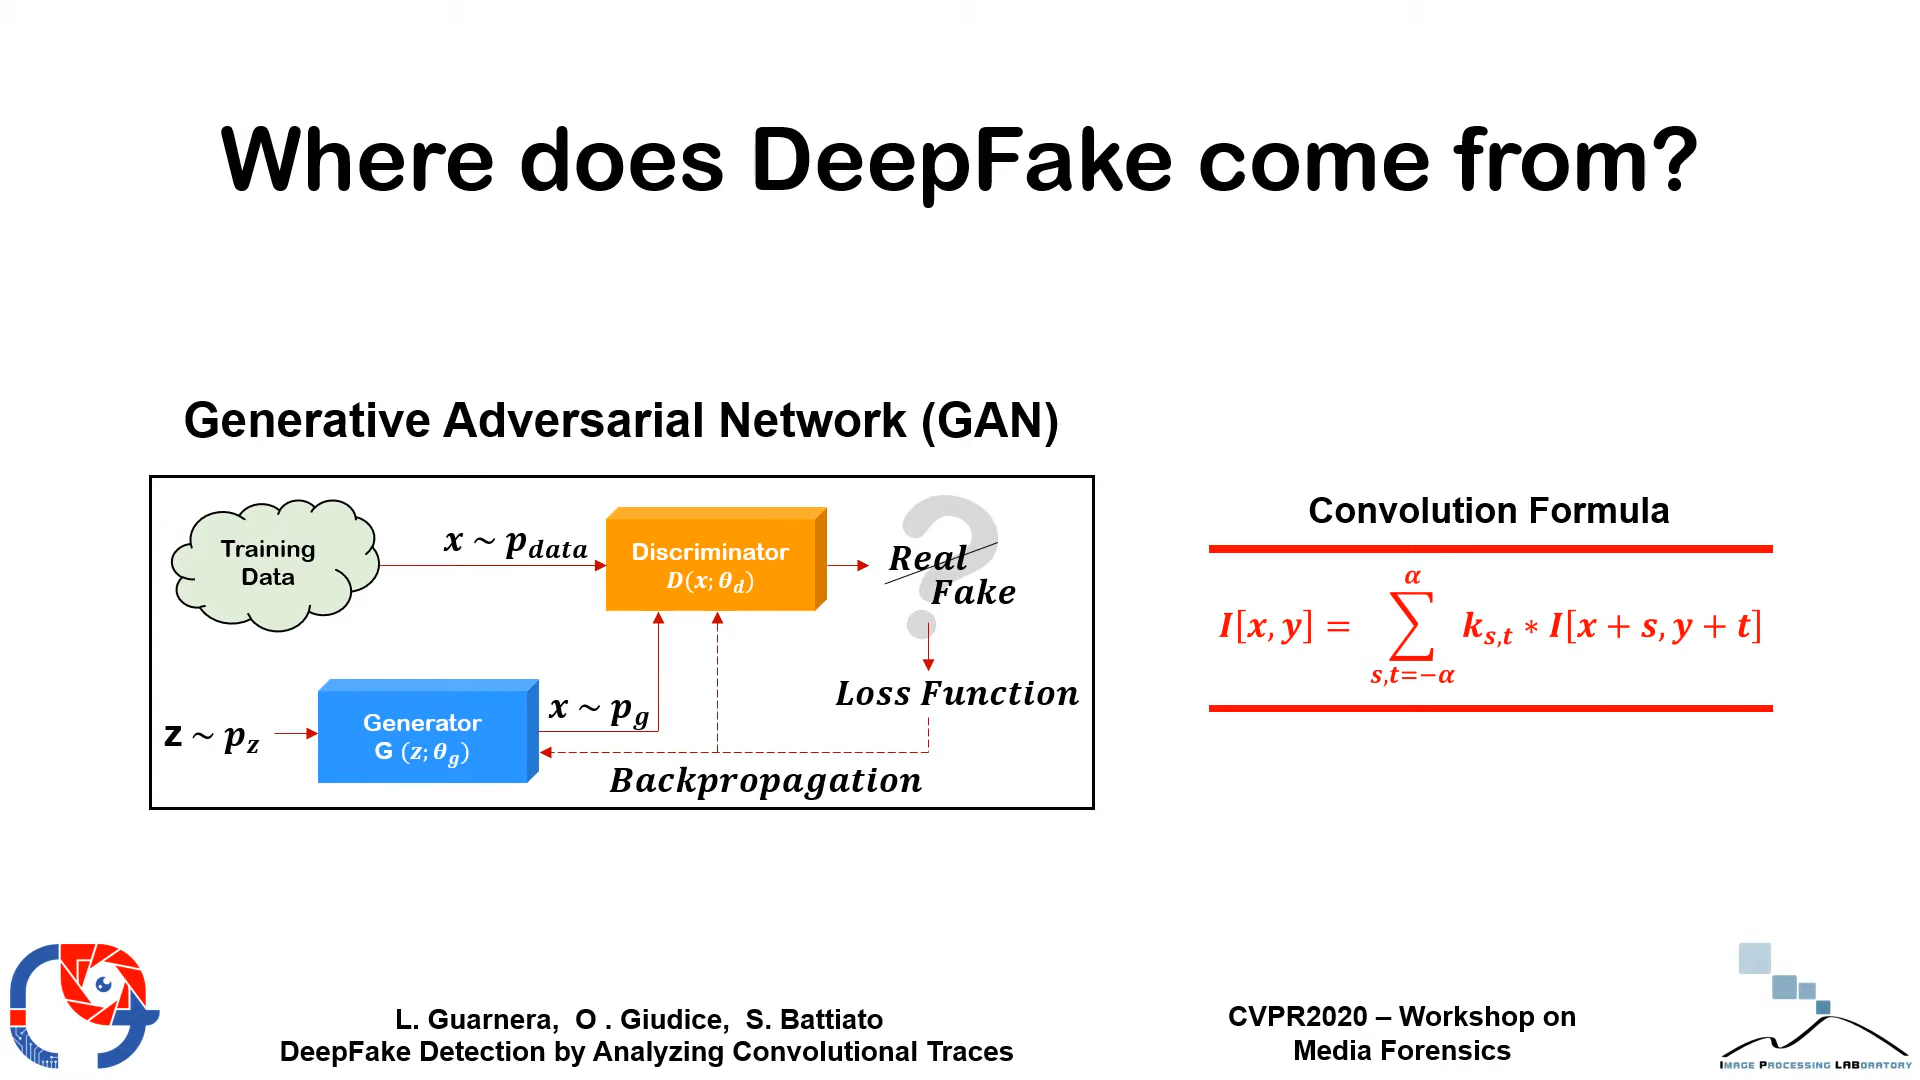 Where does DeepFake come from?
Generative Adversarial Network (GAN)
Training
Data
x ~ p_data
Discriminator
D(x; θ_d)
Real
Fake
Loss Function
z ~ p_z
Generator
G (z; θ_g)
x ~ p_g
Backpropagation
Convolution Formula
I[x, y] = ∑_{s,t=−α}^{α} k_{s,t} * I[x + s, y + t]
L. Guarnera,  O . Giudice,  S. Battiato
DeepFake Detection by Analyzing Convolutional Traces
CVPR2020 – Workshop on
Media Forensics
IMAGE PROCESSING LABORATORY